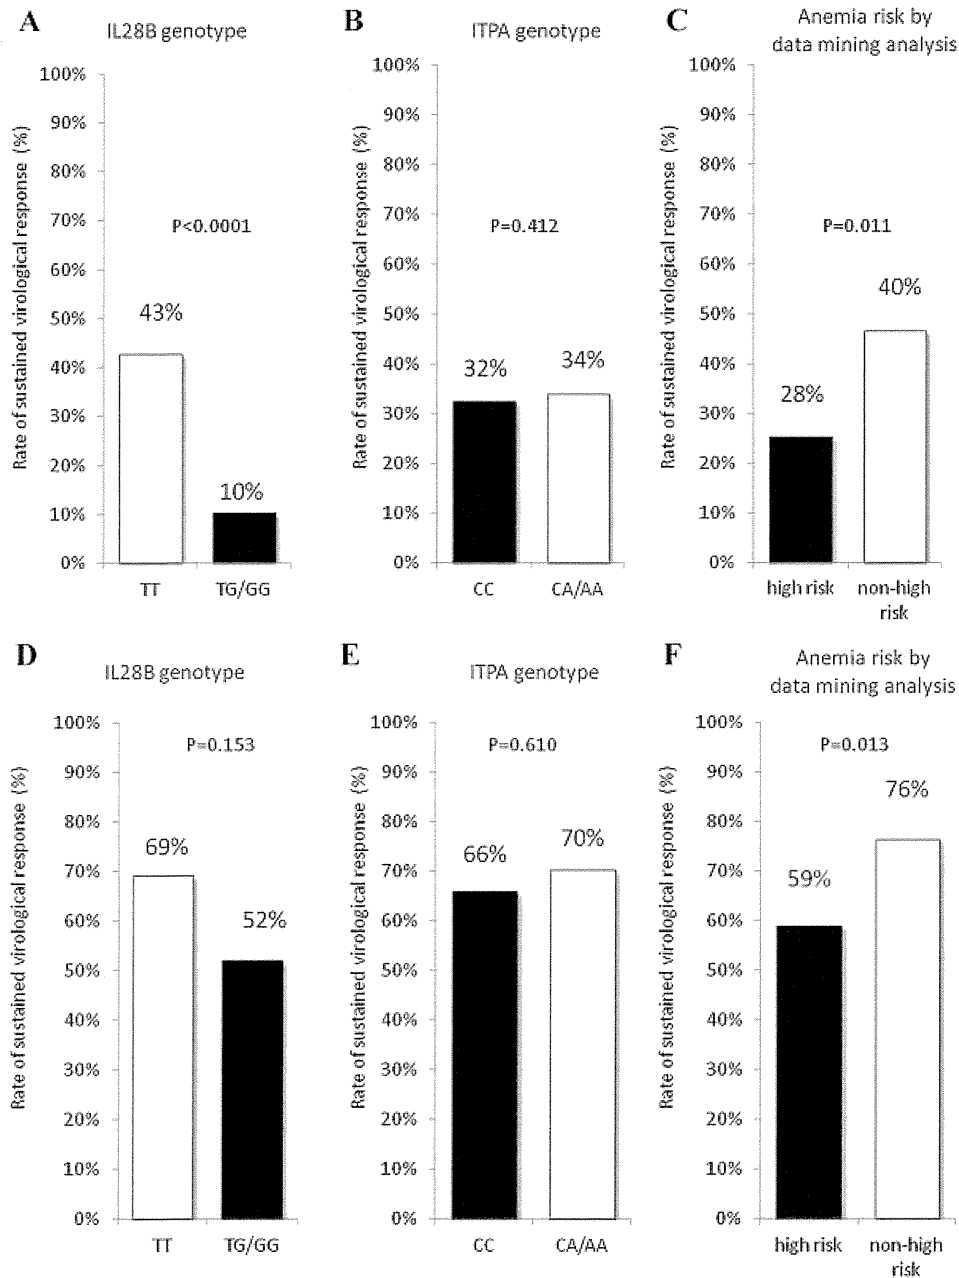 A
IL28B genotype
Rate of sustained virological response (%)
100%
90%
80%
70%
60%
50%
40%
30%
20%
10%
0%
P<0.0001
43%
10%
TT
TG/GG
B
ITPA genotype
Rate of sustained virological response (%)
100%
90%
80%
70%
60%
50%
40%
30%
20%
10%
0%
P=0.412
32%
34%
CC
CA/AA
C
Anemia risk by
data mining analysis
Rate of sustained virological response (%)
100%
90%
80%
70%
60%
50%
40%
30%
20%
10%
0%
P=0.011
28%
40%
high risk
non-high
risk
D
IL28B genotype
Rate of sustained virological response (%)
100%
90%
80%
70%
60%
50%
40%
30%
20%
10%
0%
P=0.153
69%
52%
TT
TG/GG
E
ITPA genotype
Rate of sustained virological response (%)
100%
90%
80%
70%
60%
50%
40%
30%
20%
10%
0%
P=0.610
66%
70%
CC
CA/AA
F
Anemia risk by
data mining analysis
Rate of sustained virological response (%)
100%
90%
80%
70%
60%
50%
40%
30%
20%
10%
0%
P=0.013
59%
76%
high risk
non-high
risk